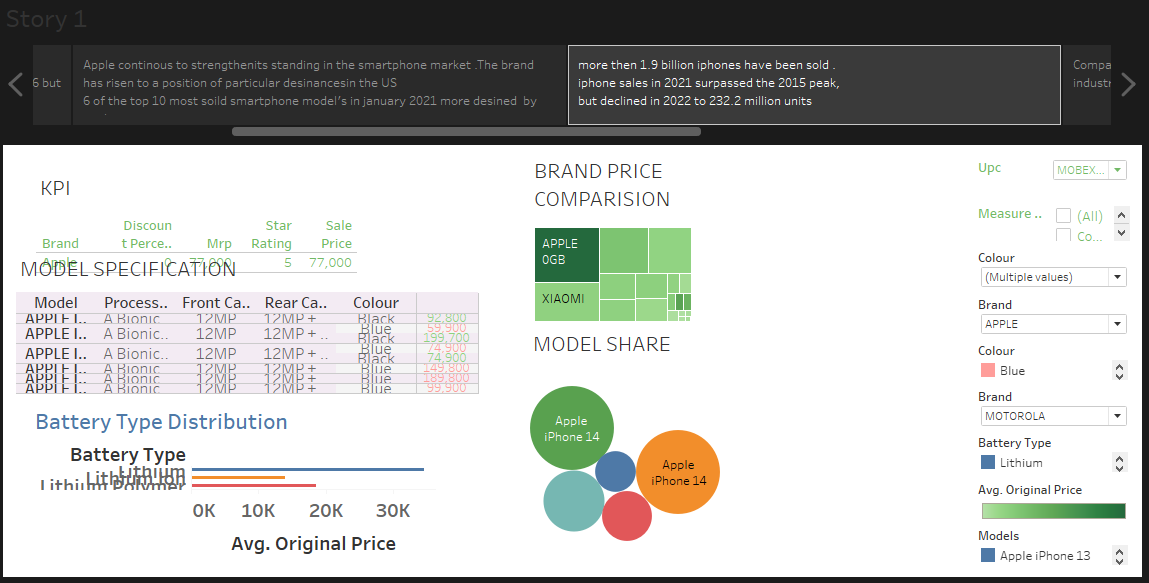 Story 1
6 but
Apple continous to strengthenits standing in the smartphone market .The brand
has risen to a position of particular desinancesin the US
6 of the top 10 most soild smartphone model's in january 2021 more desined by
more then 1.9 billion iphones have been sold .
iphone sales in 2021 surpassed the 2015 peak,
but declined in 2022 to 232.2 million units
Compa
industr
KPI
Discoun Star Sale
Brand t Perce.. Mrp Rating Price
Apple 0 77,000 5 77,000
MODEL SPECIFICATION
Model Process.. Front Ca.. Rear Ca.. Colour
APPLE I.. A Bionic 12MP 12MP + Black 92,800
APPLE I.. A Bionic.. 12MP 12MP + .. Blue 59,900
Black 199,700
APPLE I.. A Bionic.. 12MP 12MP + .. Blue 74,900
Black 74,900
APPLE I.. A Bionic 12MP 12MP + Blue 149,800
APPLE I.. A Bionic 12MP 12MP + Blue 189,800
APPLE I.. A Bionic 12MP 12MP + Blue 99,900
Battery Type Distribution
Battery Type
Lithium
Lithium Ion
Lithium Polymer
0K 10K 20K 30K
Avg. Original Price
BRAND PRICE
COMPARISION
APPLE
0GB
XIAOMI
MODEL SHARE
Apple
iPhone 14
Apple
iPhone 14
Upc MOBEX...
Measure .. (All)
Co...
Colour
(Multiple values)
Brand
APPLE
Colour
Blue
Brand
MOTOROLA
Battery Type
Lithium
Avg. Original Price
Models
Apple iPhone 13